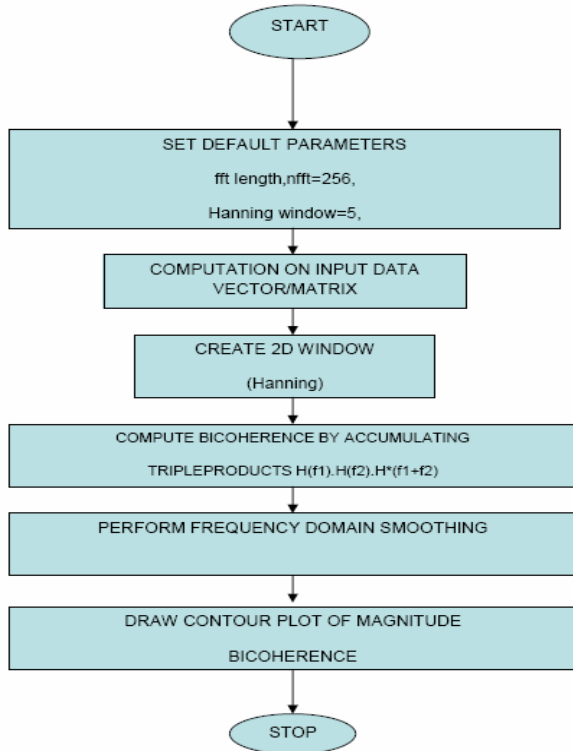 START
SET DEFAULT PARAMETERS
fft length,nfft=256,
Hanning window=5,
COMPUTATION ON INPUT DATA
VECTOR/MATRIX
CREATE 2D WINDOW
(Hanning)
COMPUTE BICOHERENCE BY ACCUMULATING
TRIPLEPRODUCTS H(f1).H(f2).H*(f1+f2)
PERFORM FREQUENCY DOMAIN SMOOTHING
DRAW CONTOUR PLOT OF MAGNITUDE
BICOHERENCE
STOP